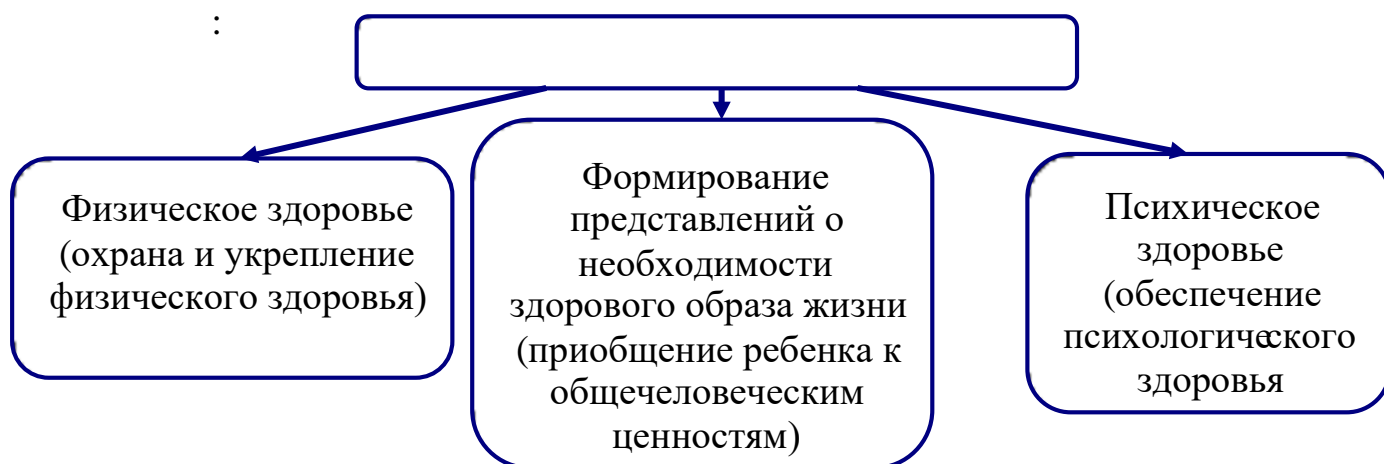 :
Физическое здоровье
(охрана и укрепление
физического здоровья)
Формирование
представлений о
необходимости
здорового образа жизни
(приобщение ребенка к
общечеловеческим
ценностям)
Психическое
здоровье
(обеспечение
психологического
здоровья